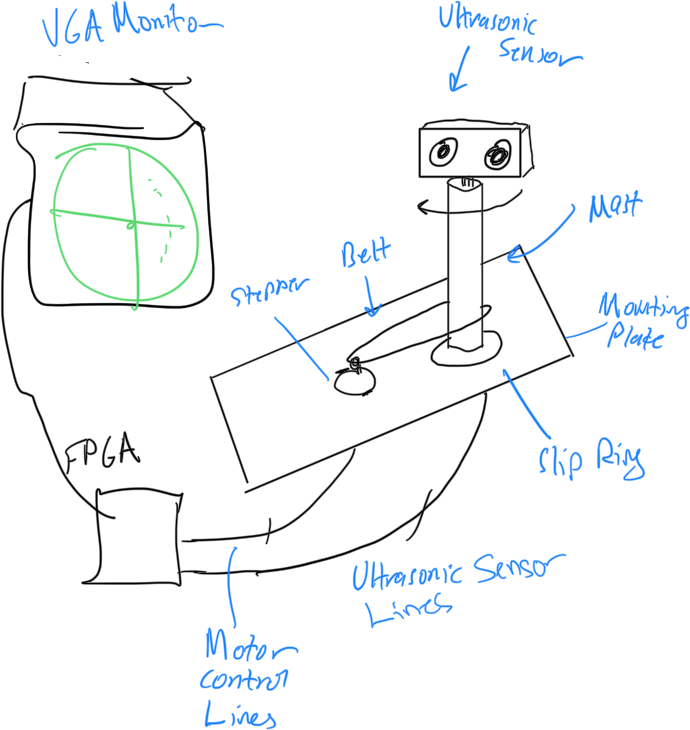 VGA Monitor
Ultrasonic
Sensor
Mast
Belt
Stepper
Mounting
Plate
FPGA
Slip Ring
Ultrasonic Sensor
Lines
Motor
control
Lines